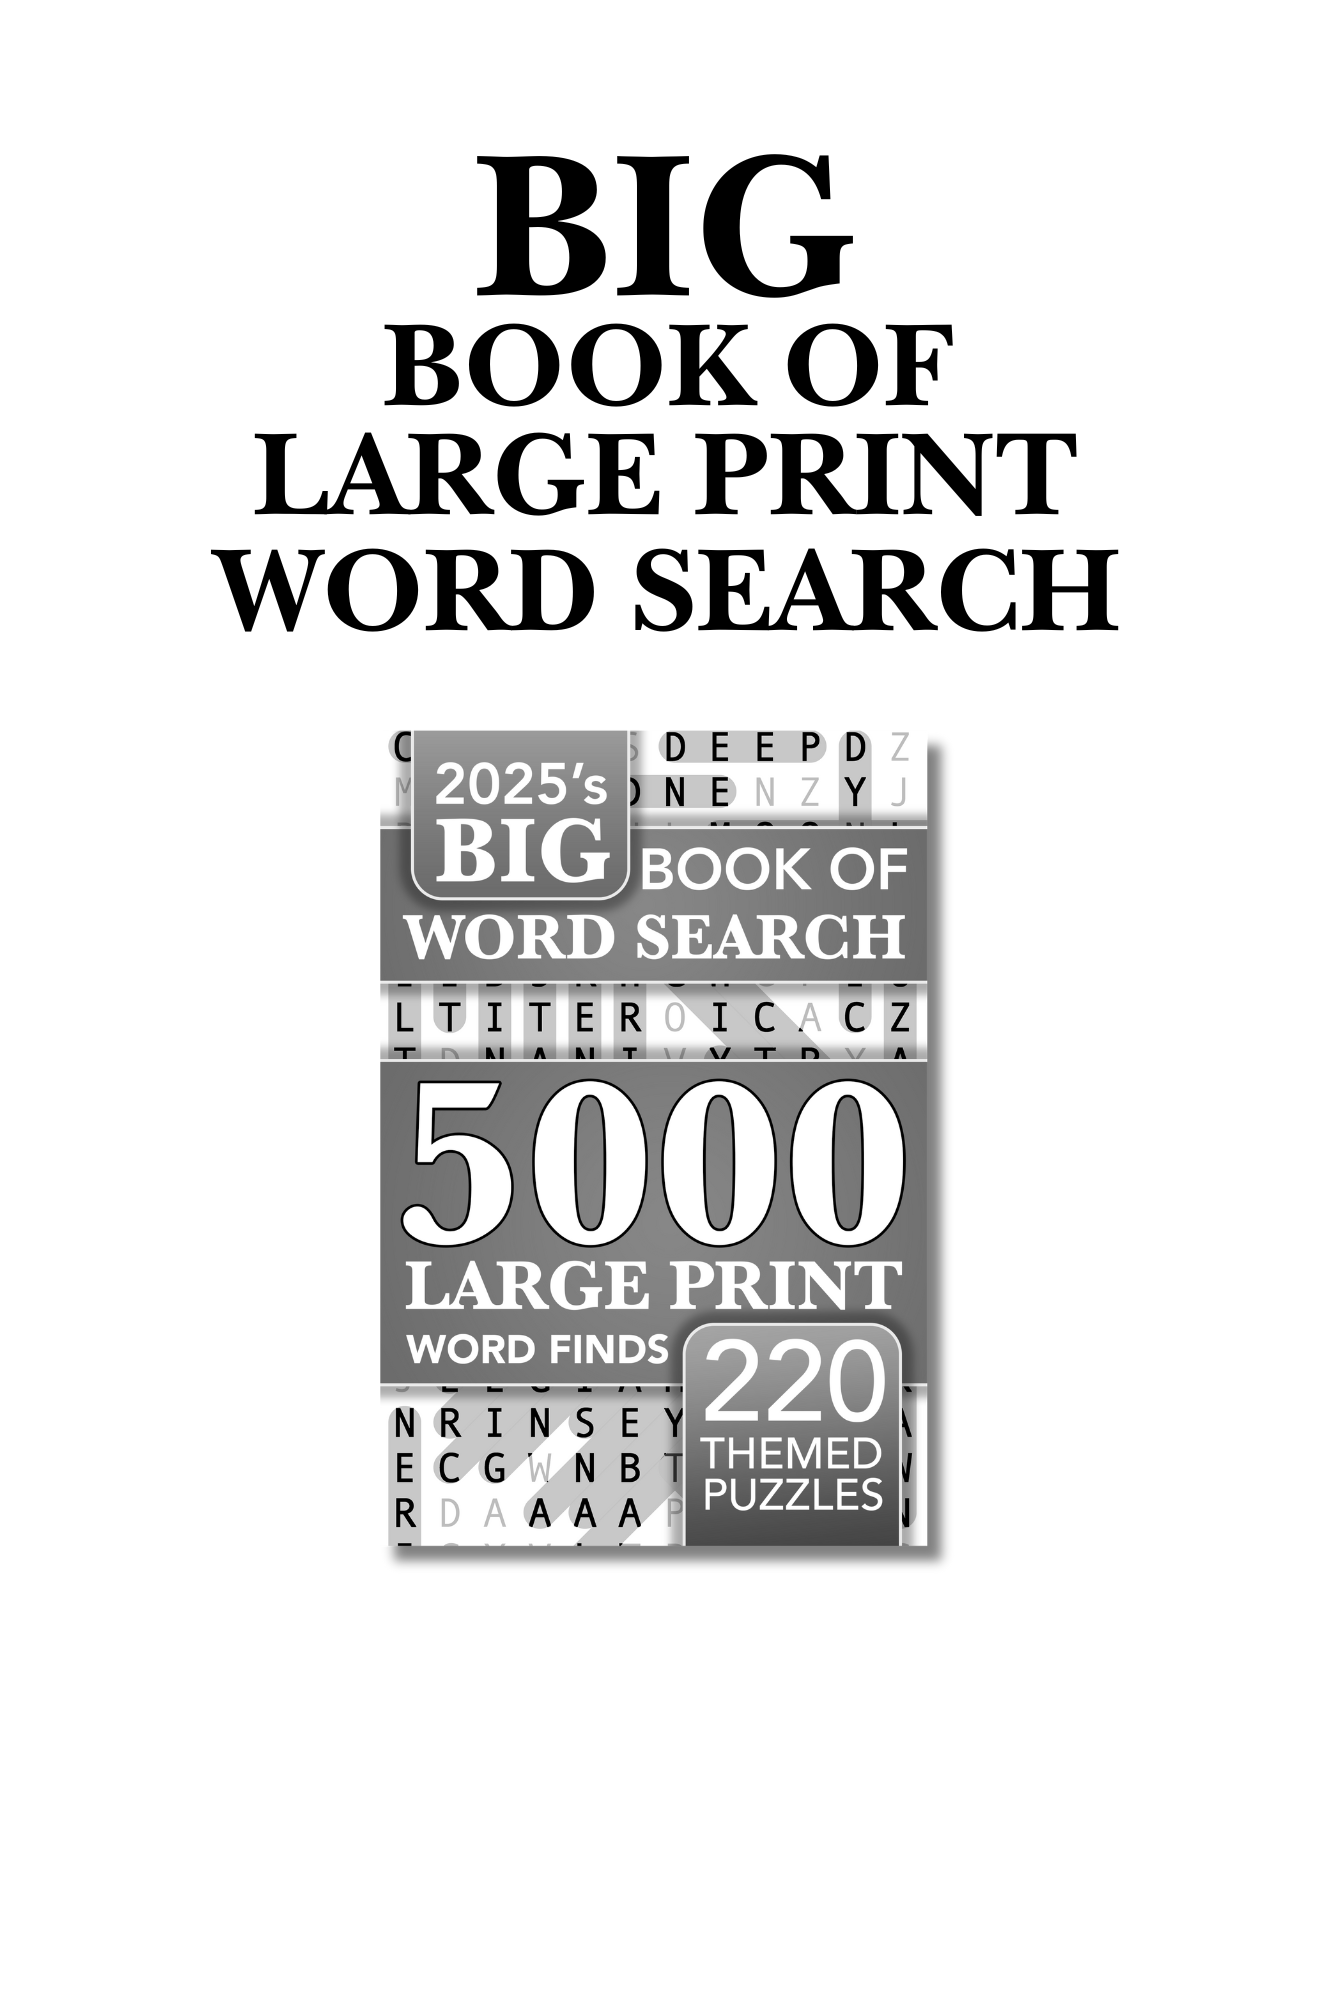 BIG
BOOK OF
LARGE PRINT
WORD SEARCH
D E E P D Z
2025's
N E N Z Y J
BIG BOOK OF
WORD SEARCH
L T I T E R O I C A C Z
5000
LARGE PRINT
WORD FINDS
220
N R I N S E Y
THEMED
E C G W N B T
PUZZLES
R D A A A A P